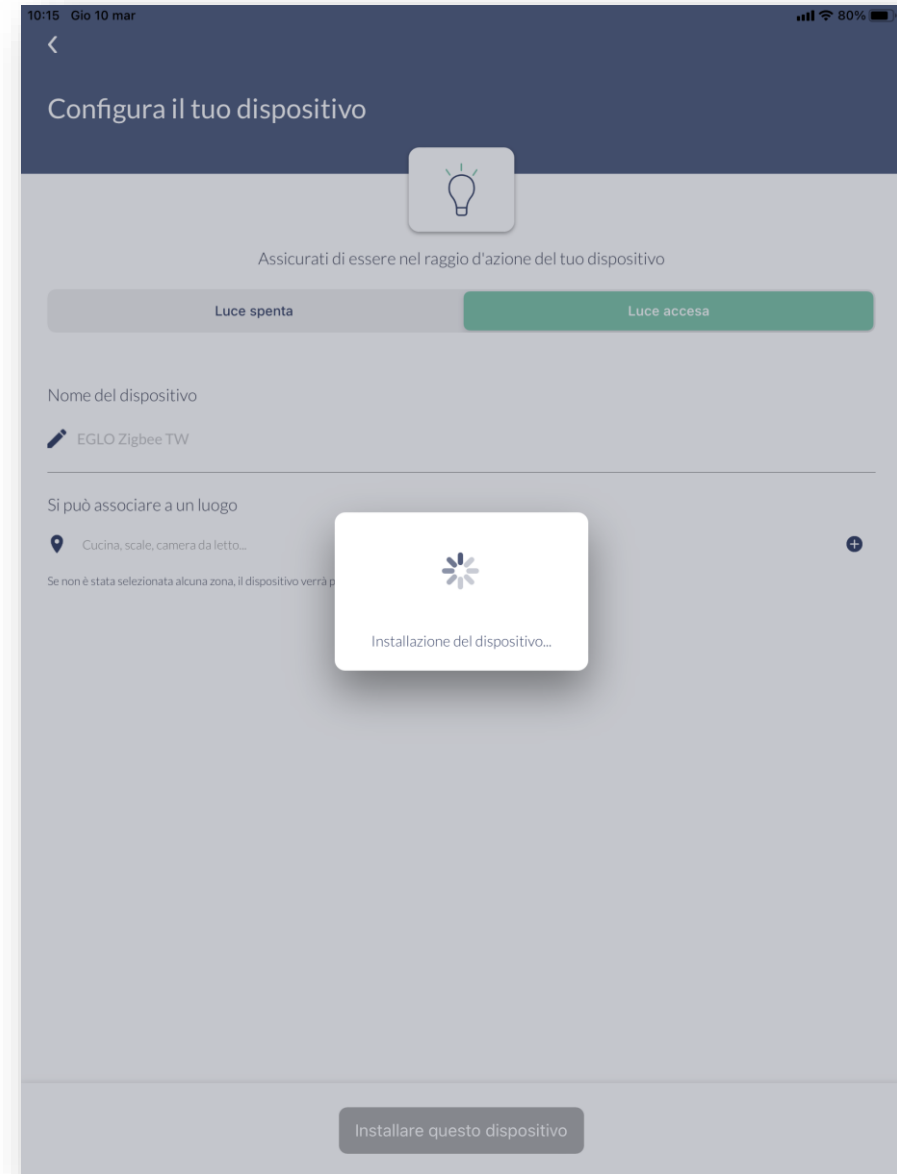 10:15 Gio 10 mar 80%
Configura il tuo dispositivo
Assicurati di essere nel raggio d'azione del tuo dispositivo
Luce spenta Luce accesa
Nome del dispositivo
EGLO Zigbee TW
Si può associare a un luogo
Cucina, scale, camera da letto...
Se non è stata selezionata alcuna zona, il dispositivo verrà p
Installazione del dispositivo...
Installare questo dispositivo